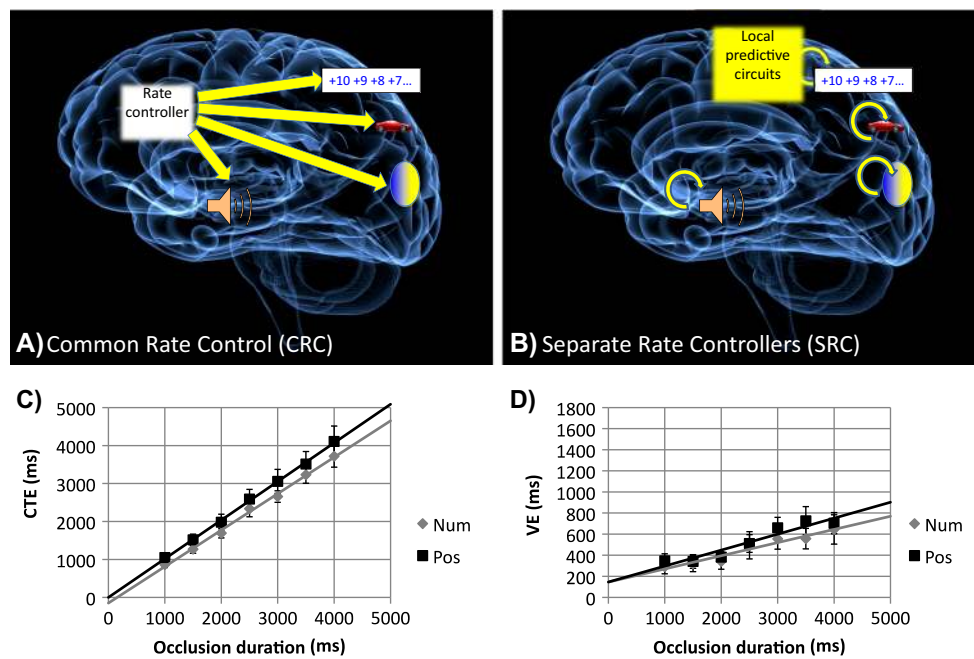 Rate
controller
+10 +9 +8 +7...
A) Common Rate Control (CRC)
Local
predictive
circuits
+10 +9 +8 +7...
B) Separate Rate Controllers (SRC)
C)
CTE (ms)
5000
4000
3000
2000
1000
0
0 1000 2000 3000 4000 5000
Occlusion duration (ms)
Num
Pos
D)
VE (ms)
1800
1600
1400
1200
1000
800
600
400
200
0
0 1000 2000 3000 4000 5000
Occlusion duration (ms)
Num
Pos